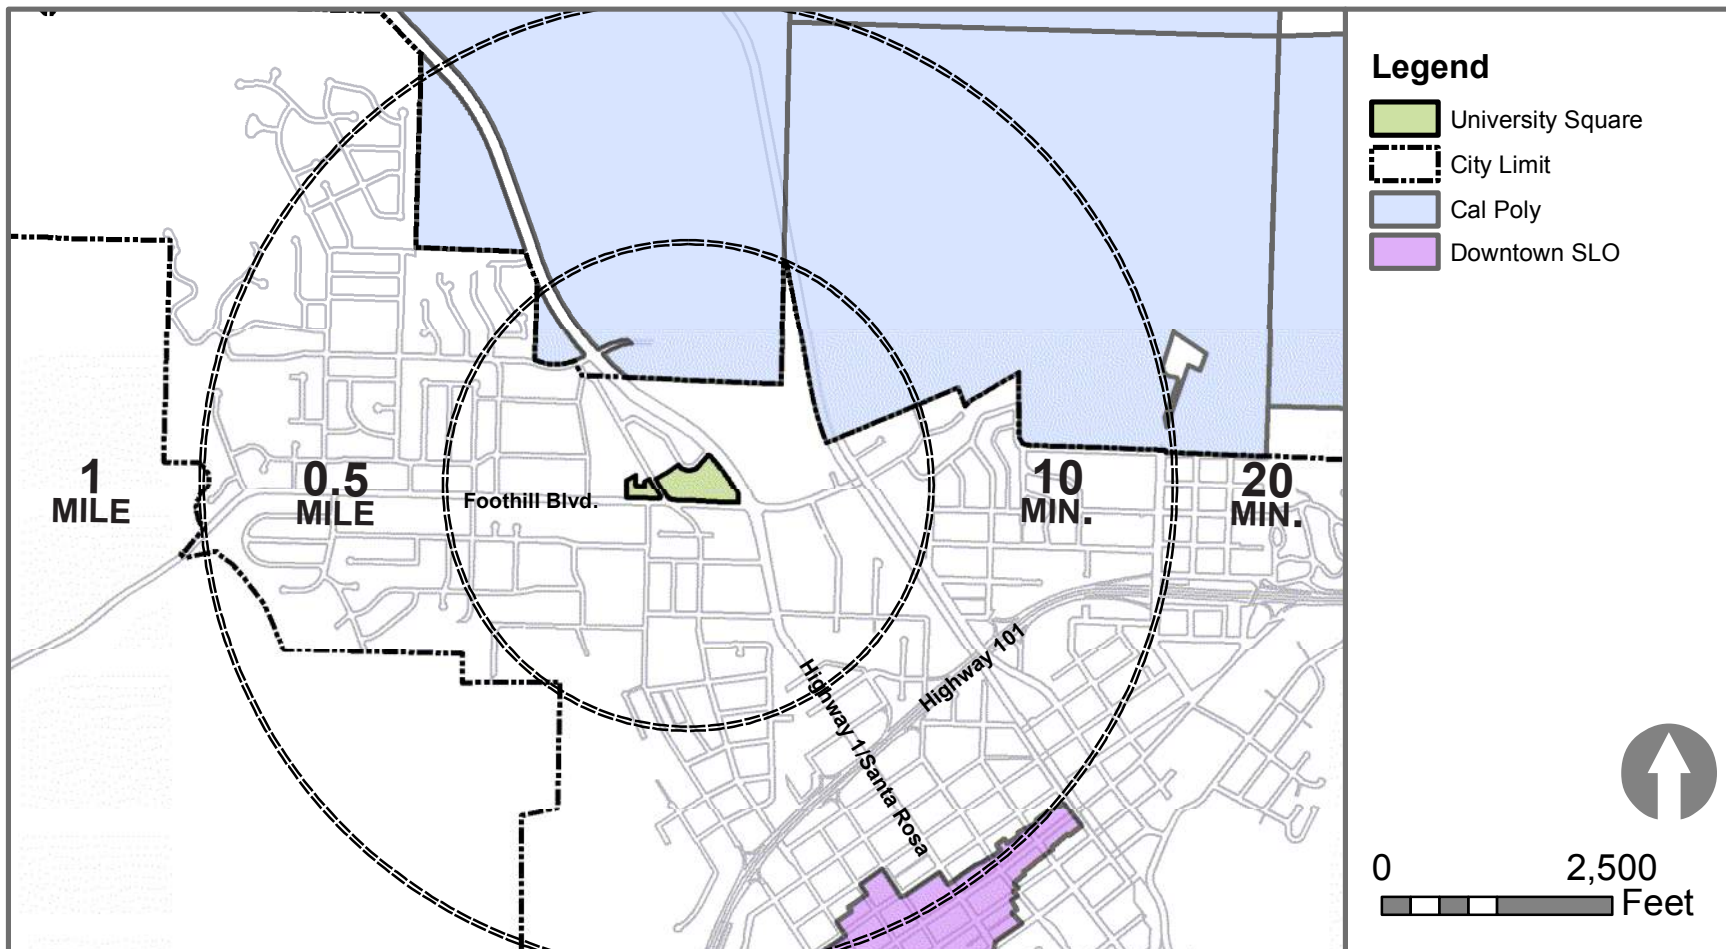 Legend
University Square
City Limit
Cal Poly
Downtown SLO
1
MILE
0.5
MILE
Foothill Blvd.
10
MIN.
20
MIN.
Highway 101
Highway 1/Santa Rosa
0 2,500
Feet